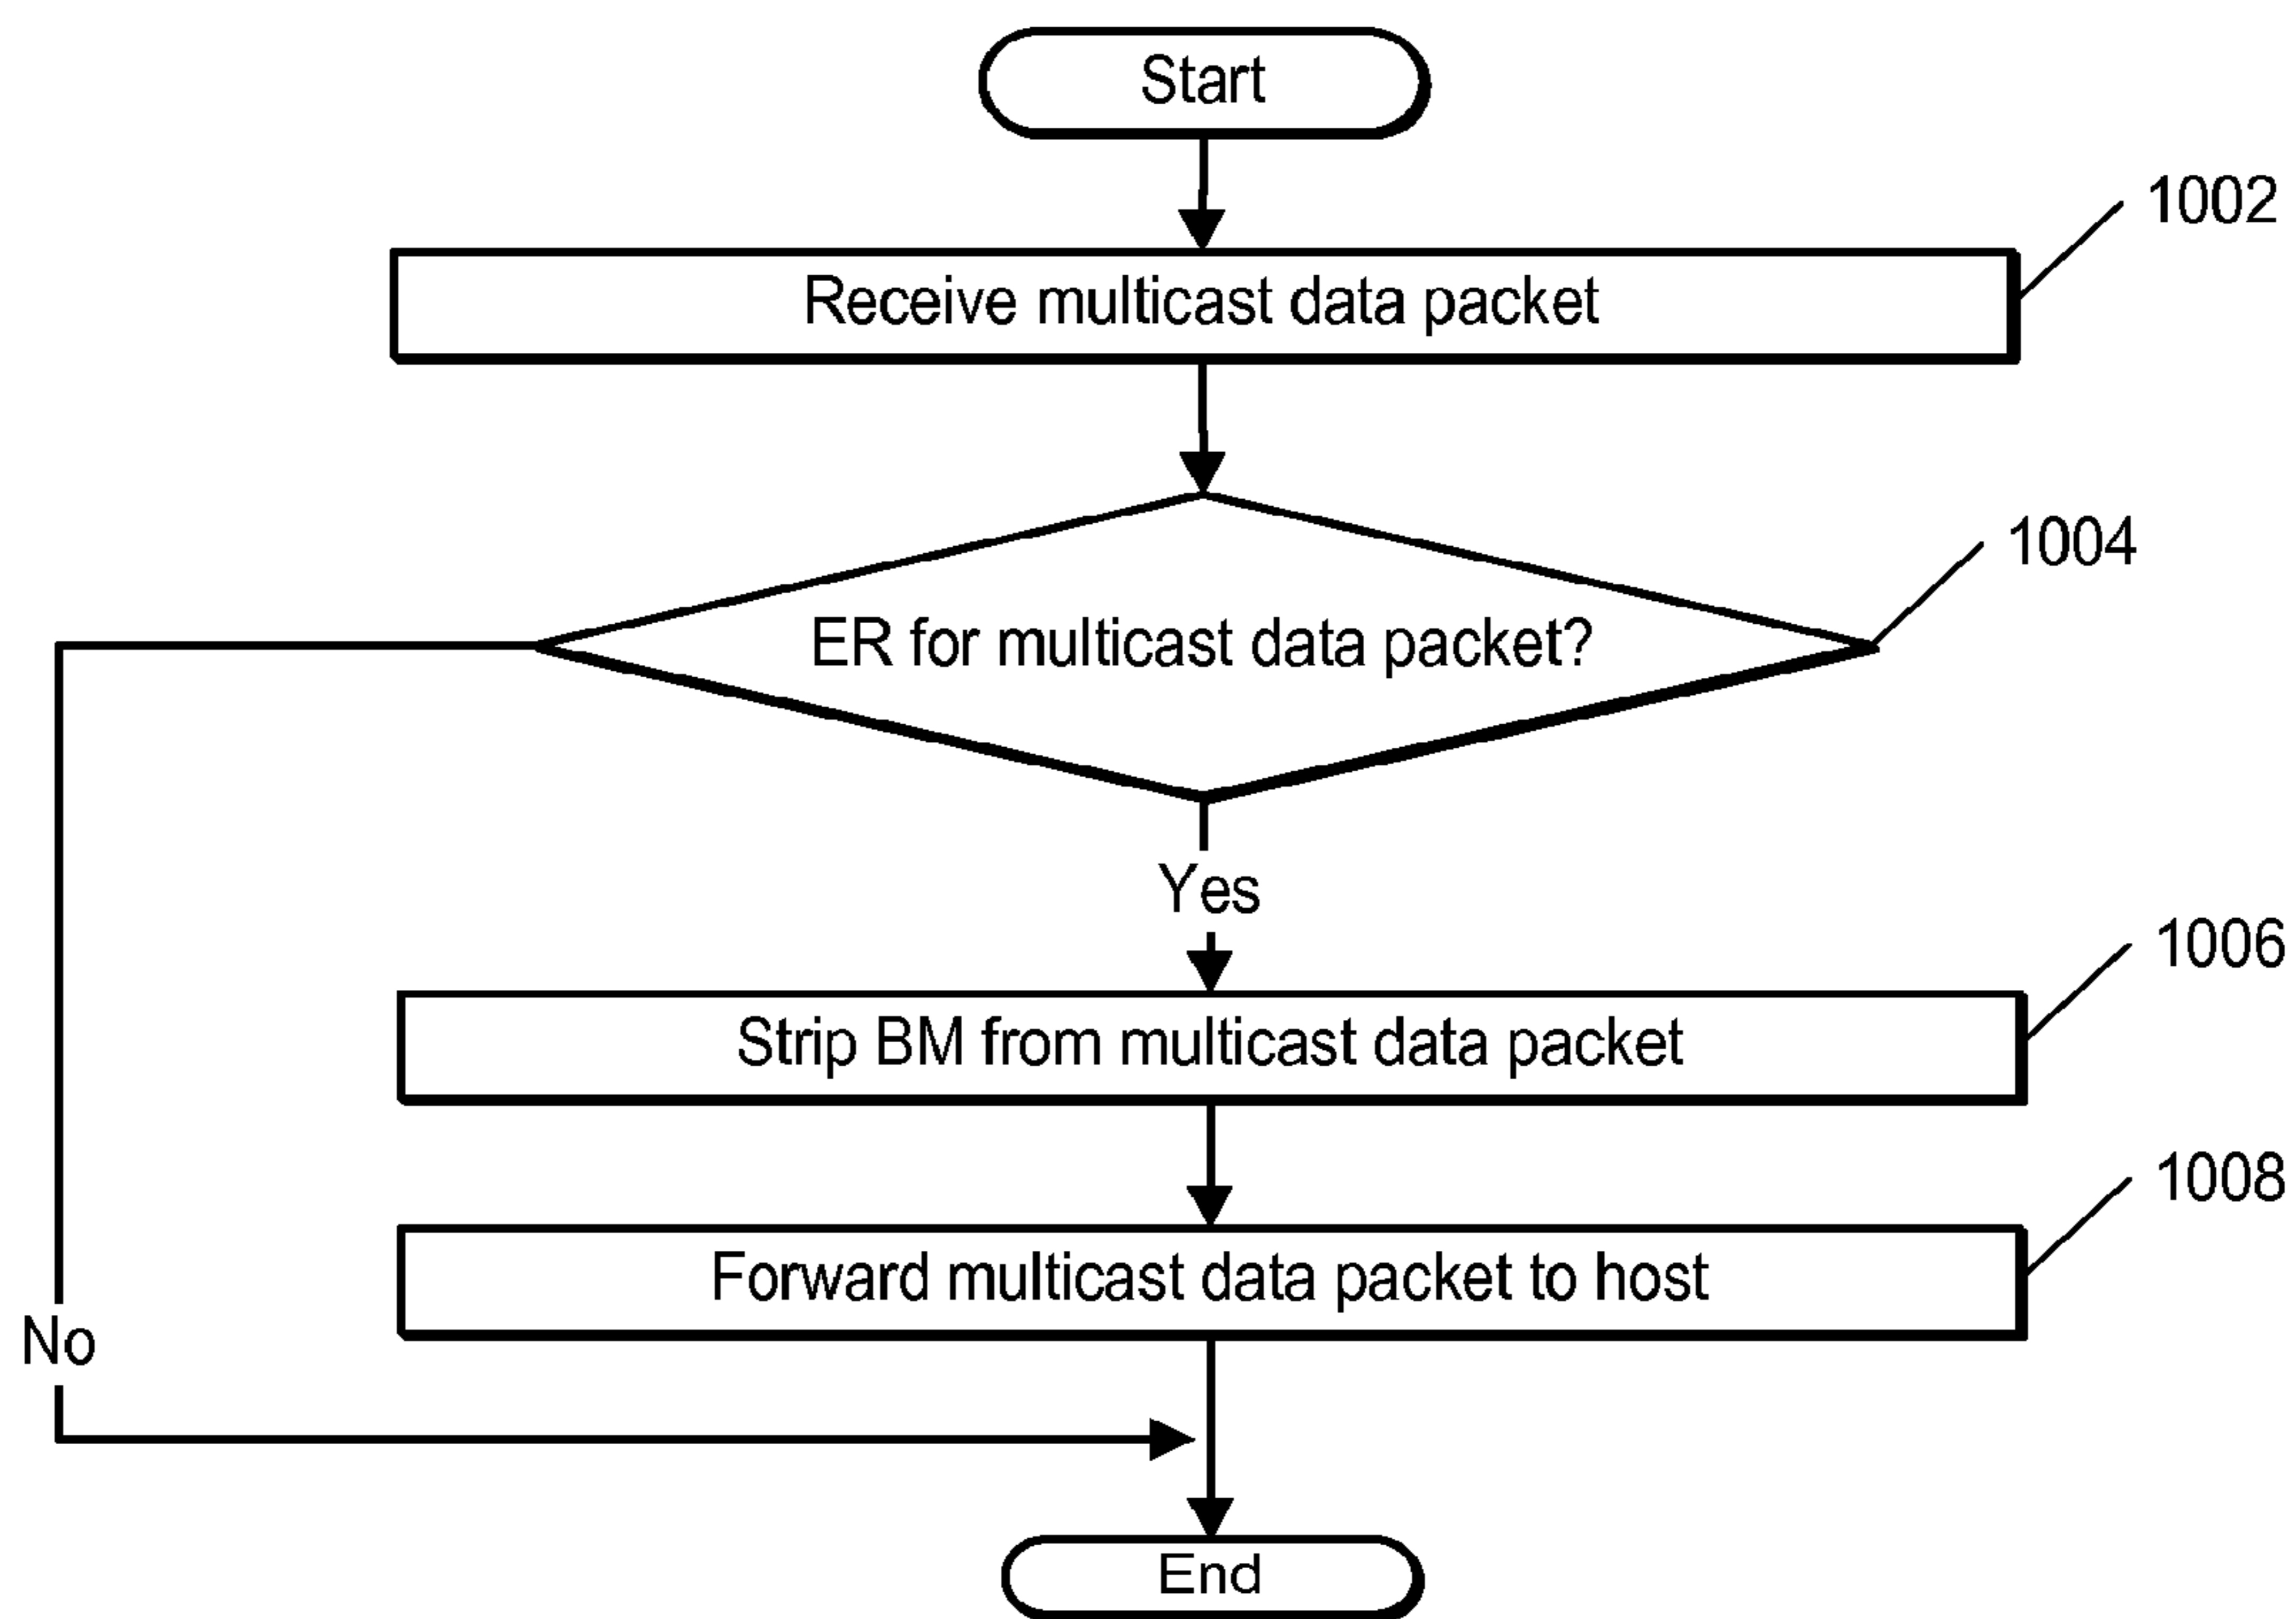 Start
1002
Receive multicast data packet
1004
ER for multicast data packet?
Yes
1006
Strip BM from multicast data packet
1008
Forward multicast data packet to host
No
End